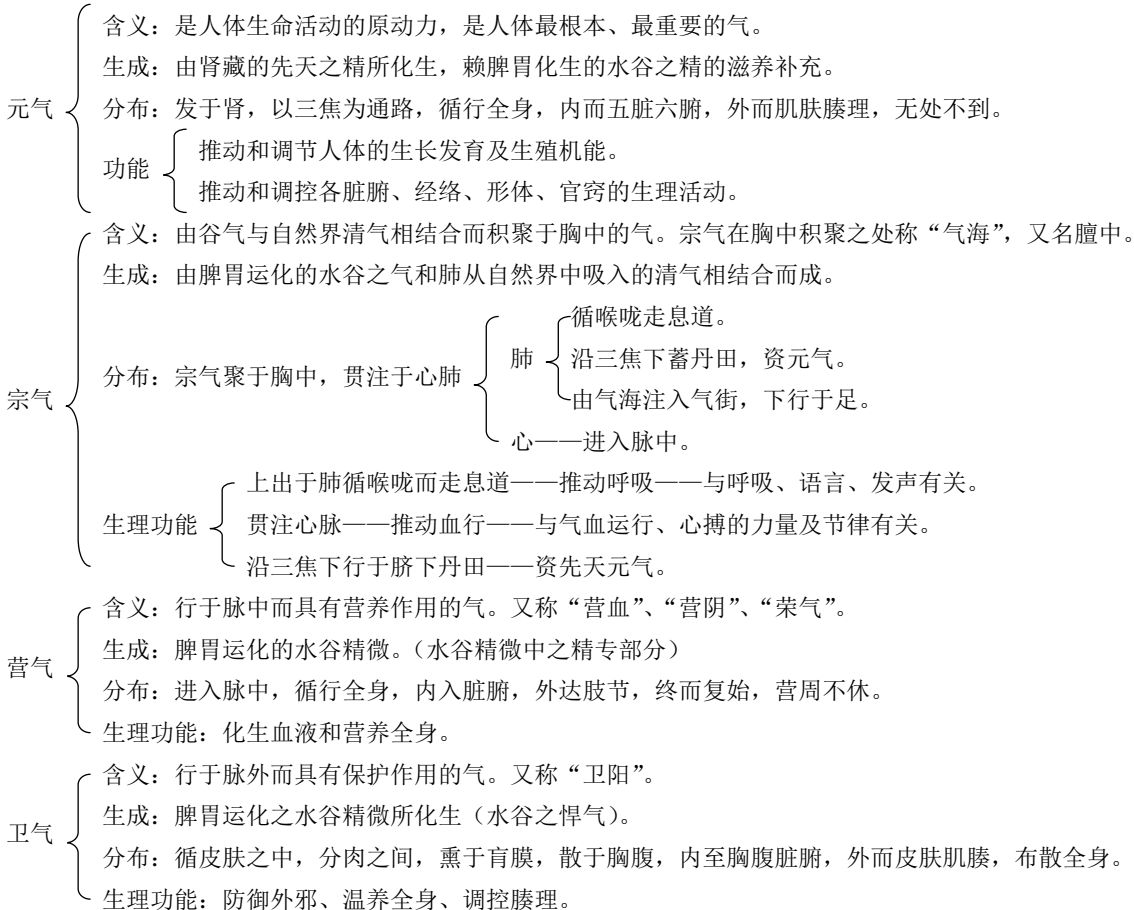 含义：是人体生命活动的原动力，是人体最根本、最重要的气。
生成：由肾藏的先天之精所化生，赖脾胃化生的水谷之精的滋养补充。
元气
分布：发于肾，以三焦为通路，循行全身，内而五脏六腑，外而肌肤腠理，无处不到。
功能
推动和调节人体的生长发育及生殖机能。
推动和调控各脏腑、经络、形体、官窍的生理活动。
含义：由谷气与自然界清气相结合而积聚于胸中的气。宗气在胸中积聚之处称“气海”，又名膻中。
生成：由脾胃运化的水谷之气和肺从自然界中吸入的清气相结合而成。
宗气
分布：宗气聚于胸中，贯注于心肺
肺
循喉咙走息道。
沿三焦下蓄丹田，资元气。
由气海注入气街，下行于足。
心——进入脉中。
生理功能
上出于肺循喉咙而走息道——推动呼吸——与呼吸、语言、发声有关。
贯注心脉——推动血行——与气血运行、心搏的力量及节律有关。
沿三焦下行于脐下丹田——资先天元气。
含义：行于脉中而具有营养作用的气。又称“营血”、“营阴”、“荣气”。
生成：脾胃运化的水谷精微。（水谷精微中之精专部分）
营气
分布：进入脉中，循行全身，内入脏腑，外达肢节，终而复始，营周不休。
生理功能：化生血液和营养全身。
含义：行于脉外而具有保护作用的气。又称“卫阳”。
生成：脾胃运化之水谷精微所化生（水谷之悍气）。
卫气
分布：循皮肤之中，分肉之间，熏于肓膜，散于胸腹，内至胸腹脏腑，外而皮肤肌腠，布散全身。
生理功能：防御外邪、温养全身、调控腠理。